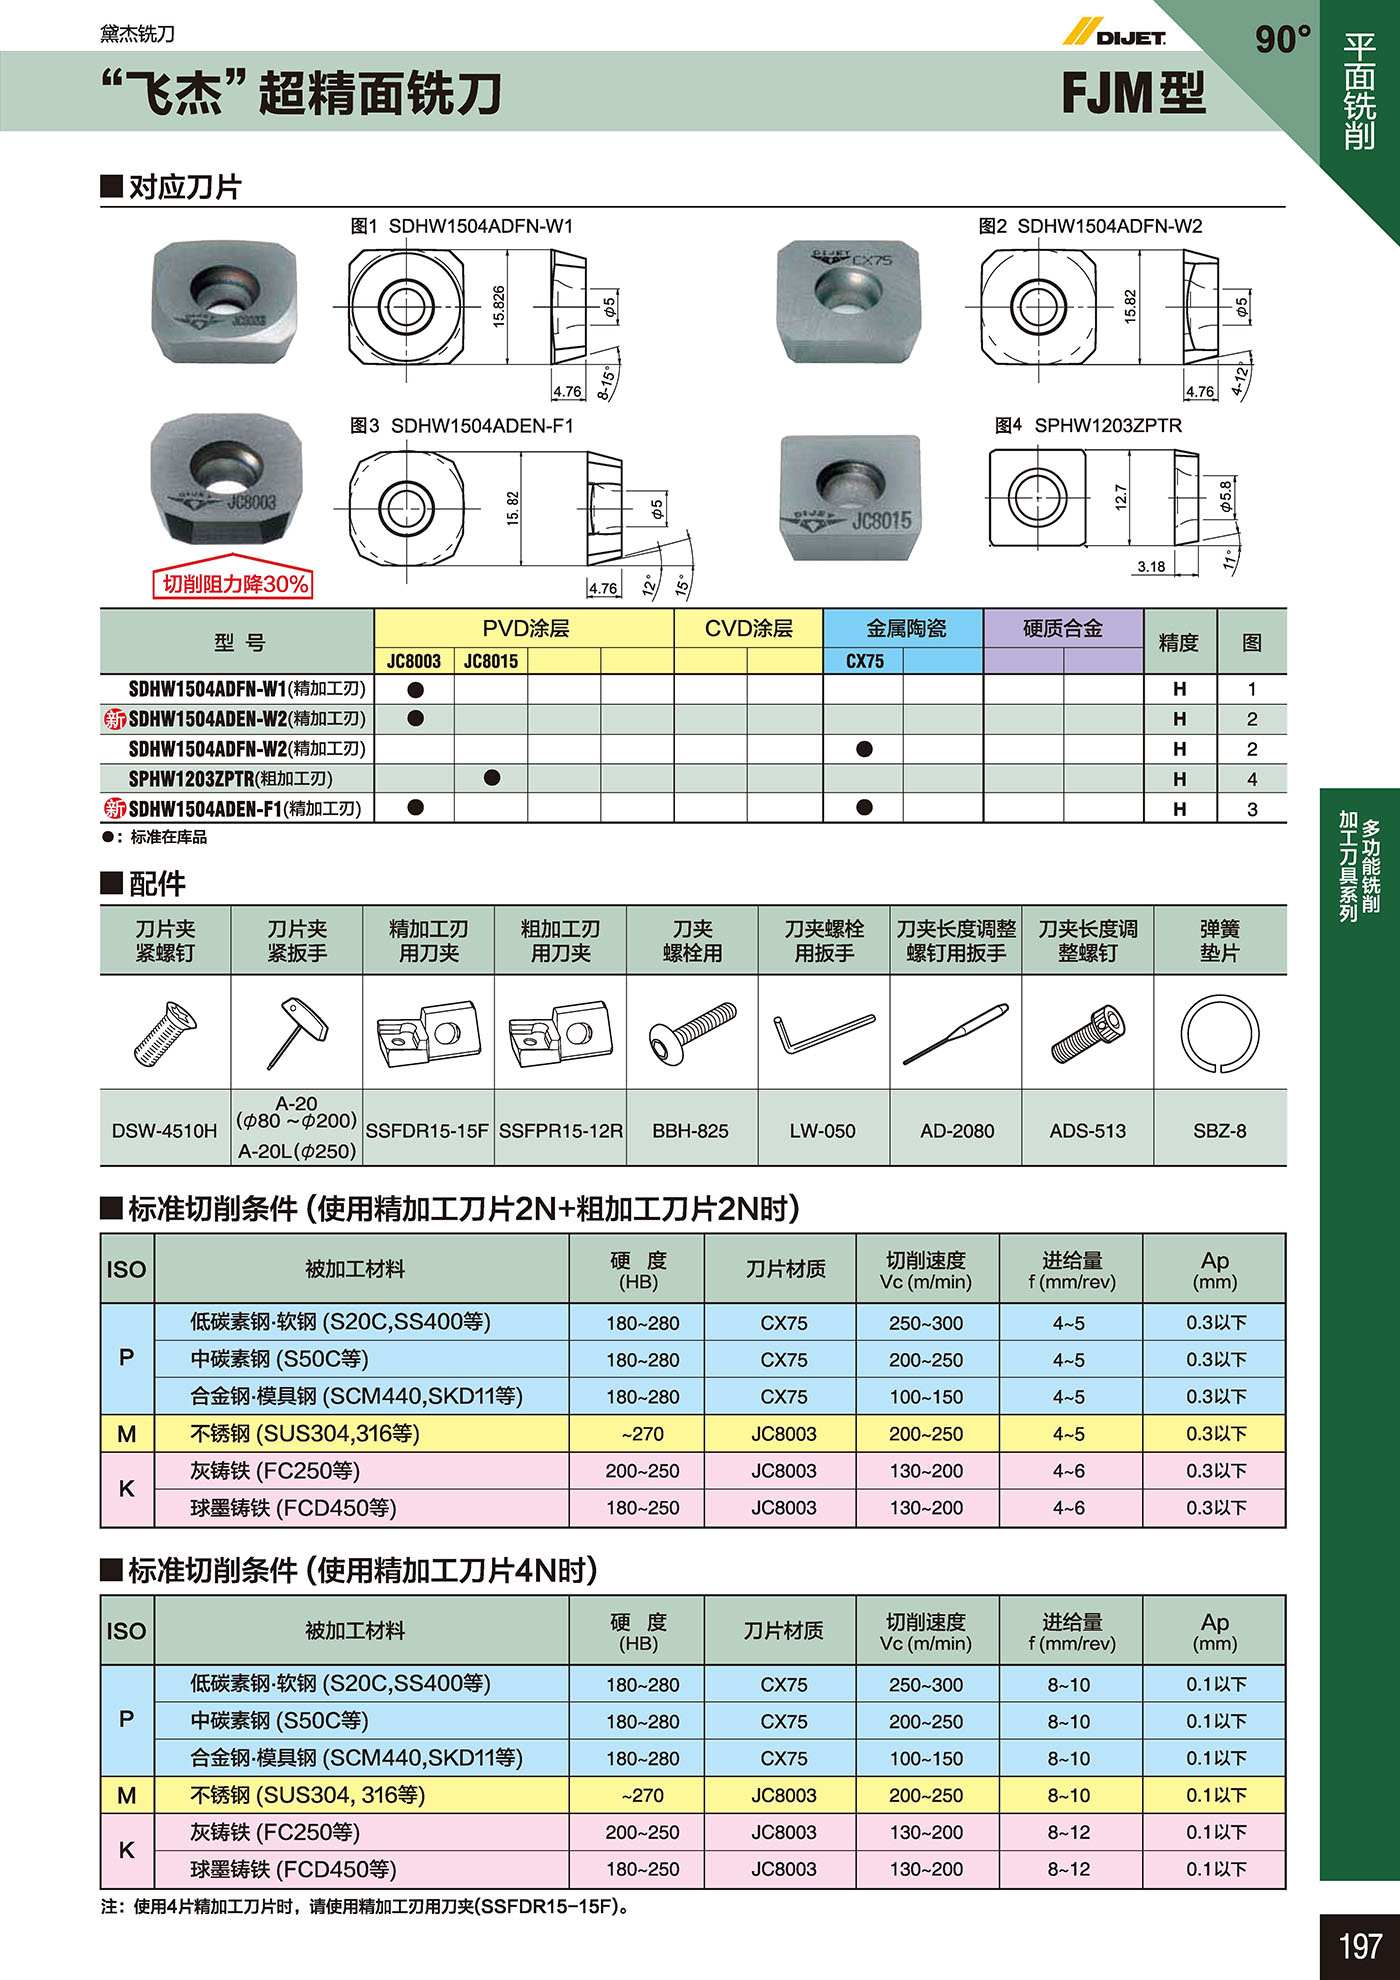 黛杰铣刀
DIJET
90°
平面铣削
“飞杰”超精面铣刀
FJM型
■对应刀片
图1 SDHW1504ADFN-W1
图2 SDHW1504ADFN-W2
JC8003
15.826
φ5
4.76
8-15°
DIJET CX75
15.82
φ5
4.76
4-12°
图3 SDHW1504ADEN-F1
图4 SPHW1203ZPTR
DIJET JC8003
15.82
φ5
4.76
12°
15°
DIJET JC8015
12.7
φ5.8
3.18
11°
切削阻力降30%
型 号 PVD涂层 CVD涂层 金属陶瓷 硬质合金 精度 图
JC8003 JC8015 CX75
SDHW1504ADFN-W1(精加工刃) ● H 1
新 SDHW1504ADEN-W2(精加工刃) ● H 2
SDHW1504ADFN-W2(精加工刃) ● H 2
SPHW1203ZPTR(粗加工刃) ● H 4
新 SDHW1504ADEN-F1(精加工刃) ● ● H 3
●：标准在库品
多功能铣削
加工刀具系列
■配件
刀片夹 刀片夹 精加工刃 粗加工刃 刀夹 刀夹螺栓 刀夹长度调整 刀夹长度调 弹簧
紧螺钉 紧扳手 用刀夹 用刀夹 螺栓用 用扳手 螺钉用扳手 整螺钉 垫片
DSW-4510H A-20 (φ80～φ200) A-20L(φ250) SSFDR15-15F SSFPR15-12R BBH-825 LW-050 AD-2080 ADS-513 SBZ-8
■标准切削条件(使用精加工刀片2N+粗加工刀片2N时)
ISO 被加工材料 硬 度 (HB) 刀片材质 切削速度 Vc (m/min) 进给量 f (mm/rev) Ap (mm)
P 低碳素钢·软钢 (S20C,SS400等) 180~280 CX75 250~300 4~5 0.3以下
中碳素钢 (S50C等) 180~280 CX75 200~250 4~5 0.3以下
合金钢·模具钢 (SCM440,SKD11等) 180~280 CX75 100~150 4~5 0.3以下
M 不锈钢 (SUS304,316等) ~270 JC8003 200~250 4~5 0.3以下
K 灰铸铁 (FC250等) 200~250 JC8003 130~200 4~6 0.3以下
球墨铸铁 (FCD450等) 180~250 JC8003 130~200 4~6 0.3以下
■标准切削条件(使用精加工刀片4N时)
ISO 被加工材料 硬 度 (HB) 刀片材质 切削速度 Vc (m/min) 进给量 f (mm/rev) Ap (mm)
P 低碳素钢·软钢 (S20C,SS400等) 180~280 CX75 250~300 8~10 0.1以下
中碳素钢 (S50C等) 180~280 CX75 200~250 8~10 0.1以下
合金钢·模具钢 (SCM440,SKD11等) 180~280 CX75 100~150 8~10 0.1以下
M 不锈钢 (SUS304, 316等) ~270 JC8003 200~250 8~10 0.1以下
K 灰铸铁 (FC250等) 200~250 JC8003 130~200 8~12 0.1以下
球墨铸铁 (FCD450等) 180~250 JC8003 130~200 8~12 0.1以下
注：使用4片精加工刀片时，请使用精加工刃用刀夹(SSFDR15-15F)。
197